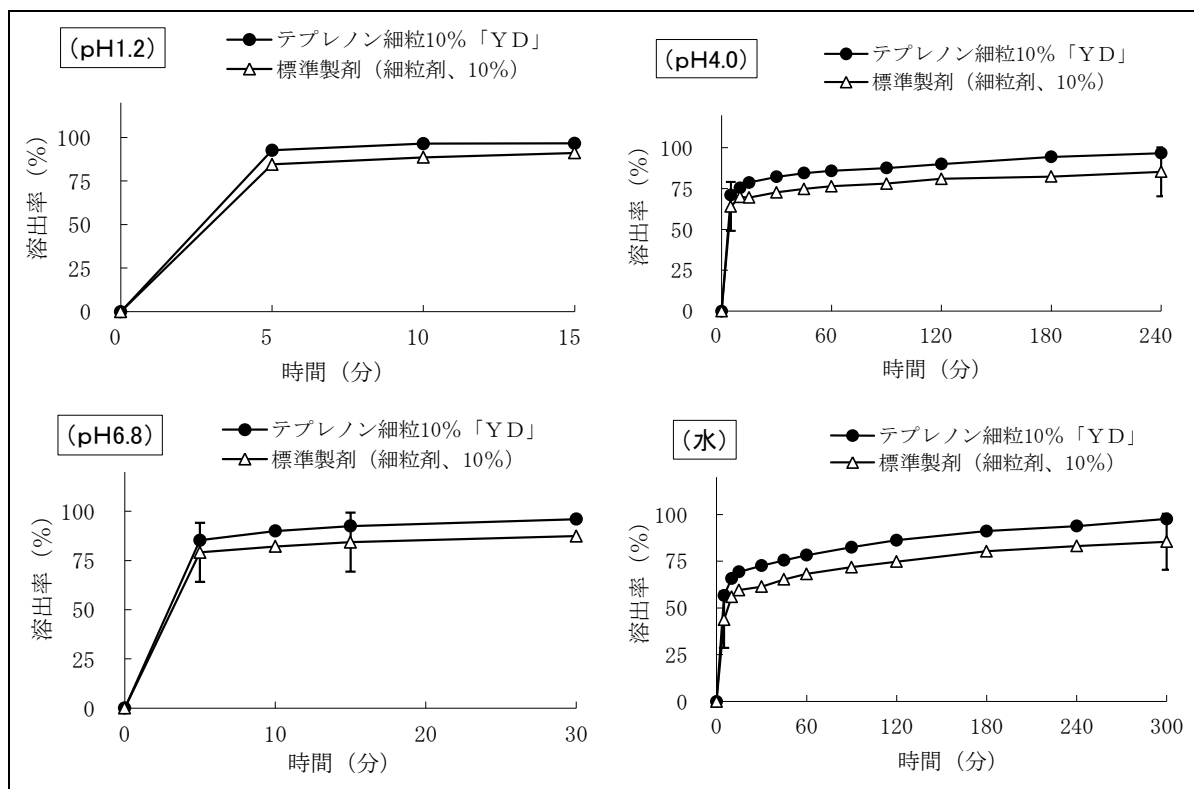 (pH1.2)
テプレノン細粒10%「YD」
標準製剤（細粒剤、10%）
100
75
50
25
0
溶出率（%）
0 5 10 15
時間（分）
(pH4.0)
テプレノン細粒10%「YD」
標準製剤（細粒剤、10%）
100
75
50
25
0
溶出率（%）
0 60 120 180 240
時間（分）
(pH6.8)
テプレノン細粒10%「YD」
標準製剤（細粒剤、10%）
100
75
50
25
0
溶出率（%）
0 10 20 30
時間（分）
(水)
テプレノン細粒10%「YD」
標準製剤（細粒剤、10%）
100
75
50
25
0
溶出率（%）
0 60 120 180 240 300
時間（分）